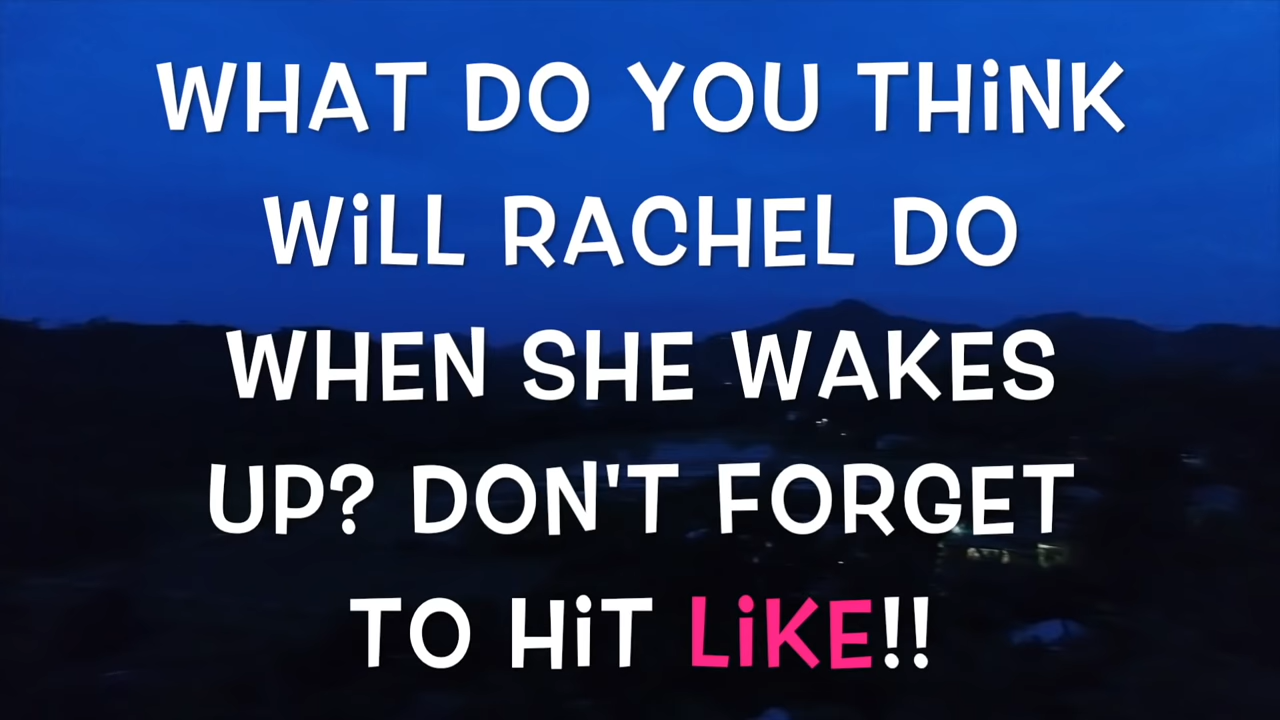 WHAT DO YOU THiNK
WiLL RACHEL DO
WHEN SHE WAKES
UP? DON'T FORGET
TO HiT LiKE!!